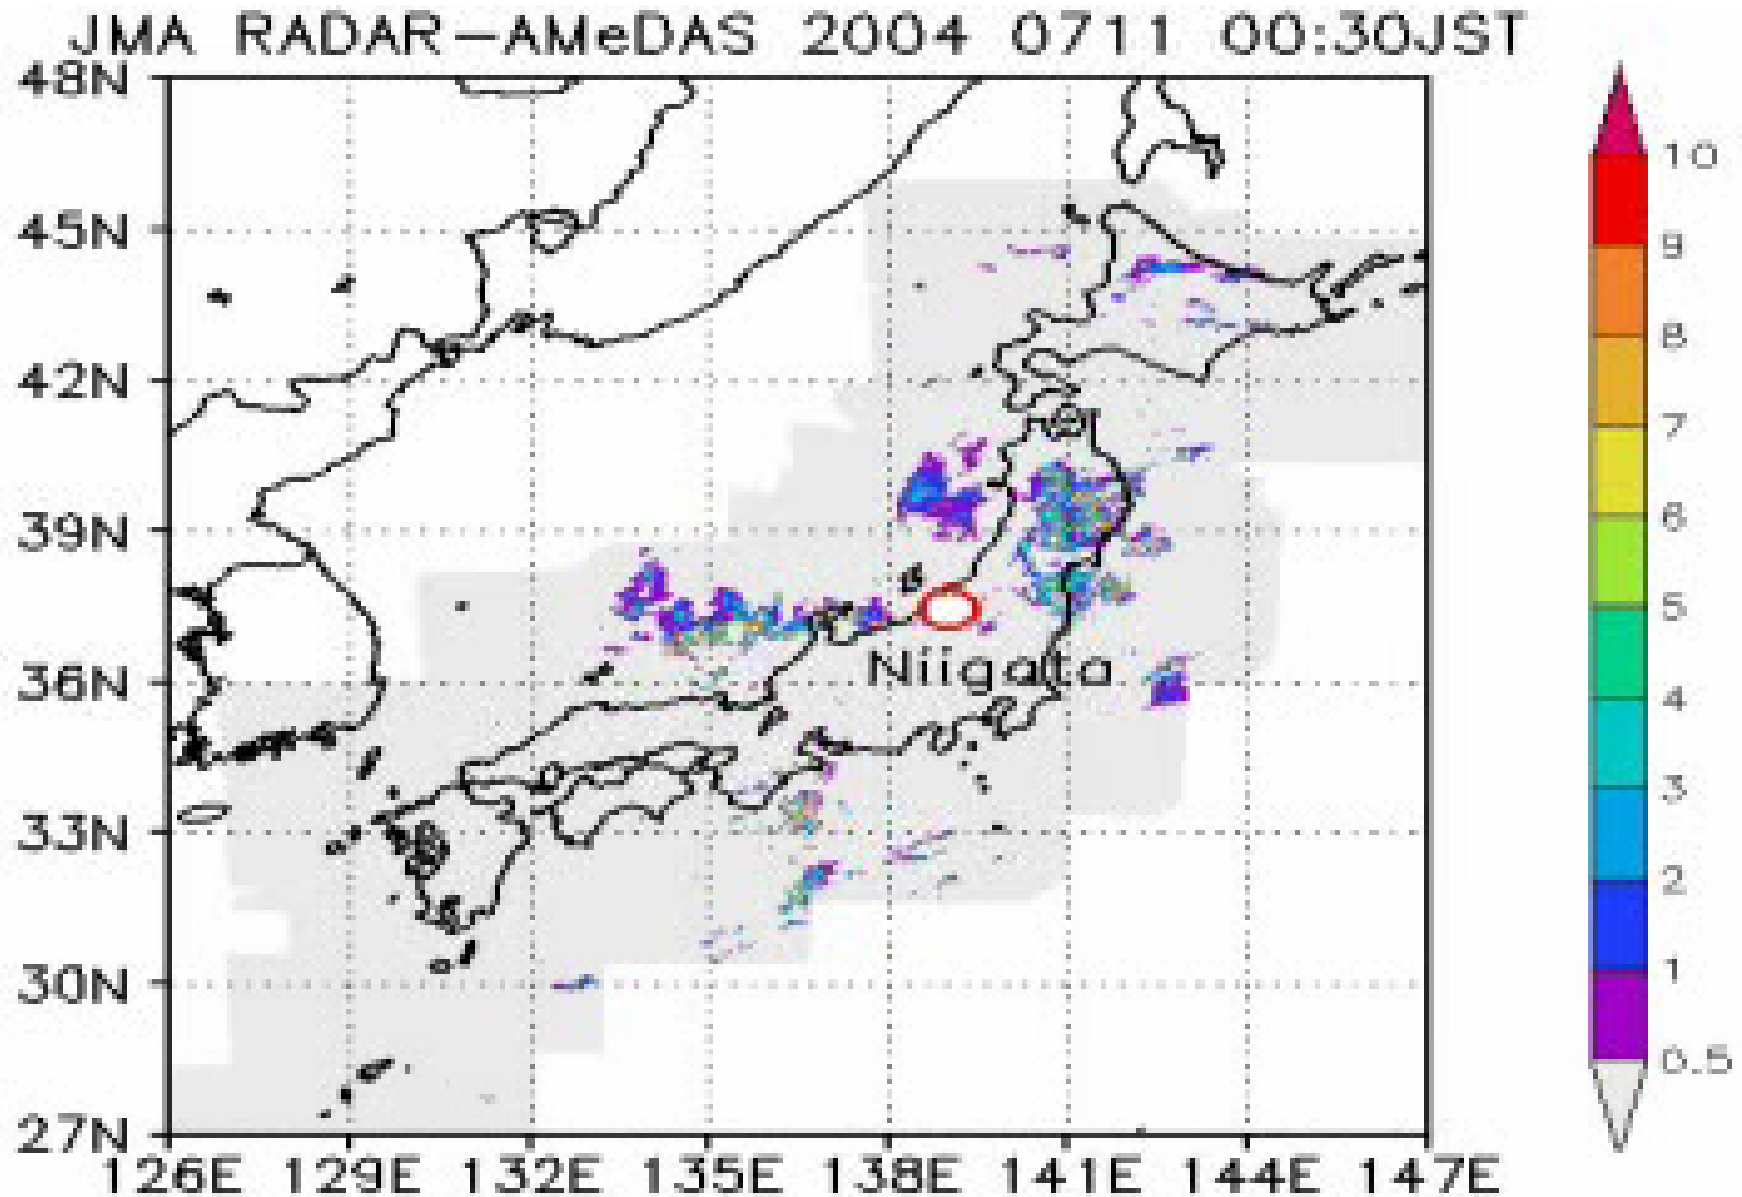 JMA RADAR-AMeDAS 2004 0711 00:30JST
48N
45N
42N
39N
36N
33N
30N
27N
126E 129E 132E 135E 138E 141E 144E 147E
Niigata
10
9
8
7
6
5
4
3
2
1
0.5